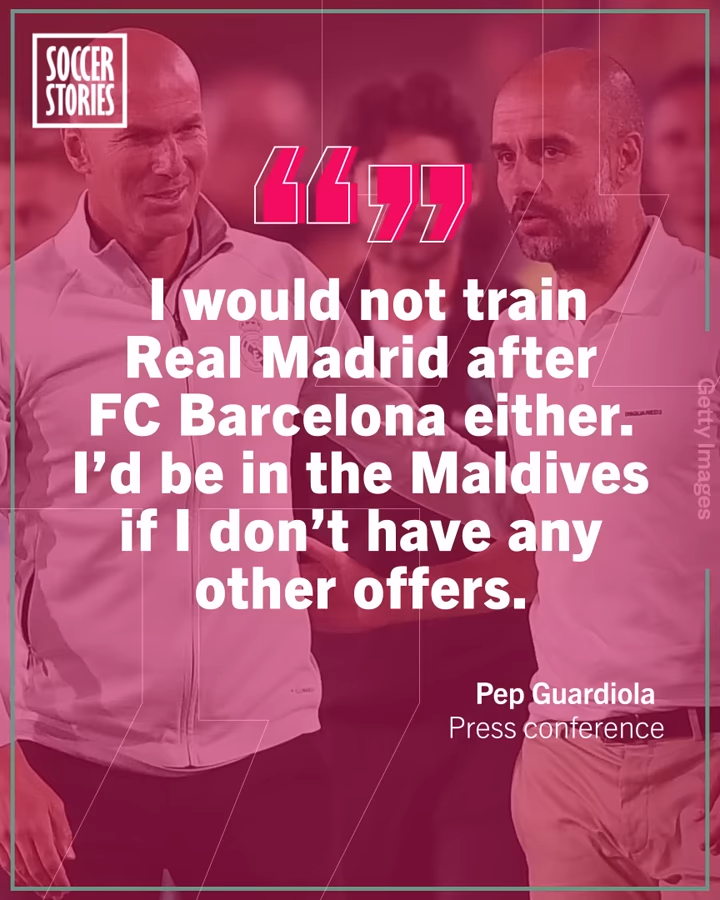 SOCCER
STORIES
I would not train
Real Madrid after
FC Barcelona either.
I’d be in the Maldives
if I don’t have any
other offers.
Pep Guardiola
Press conference
Getty Images